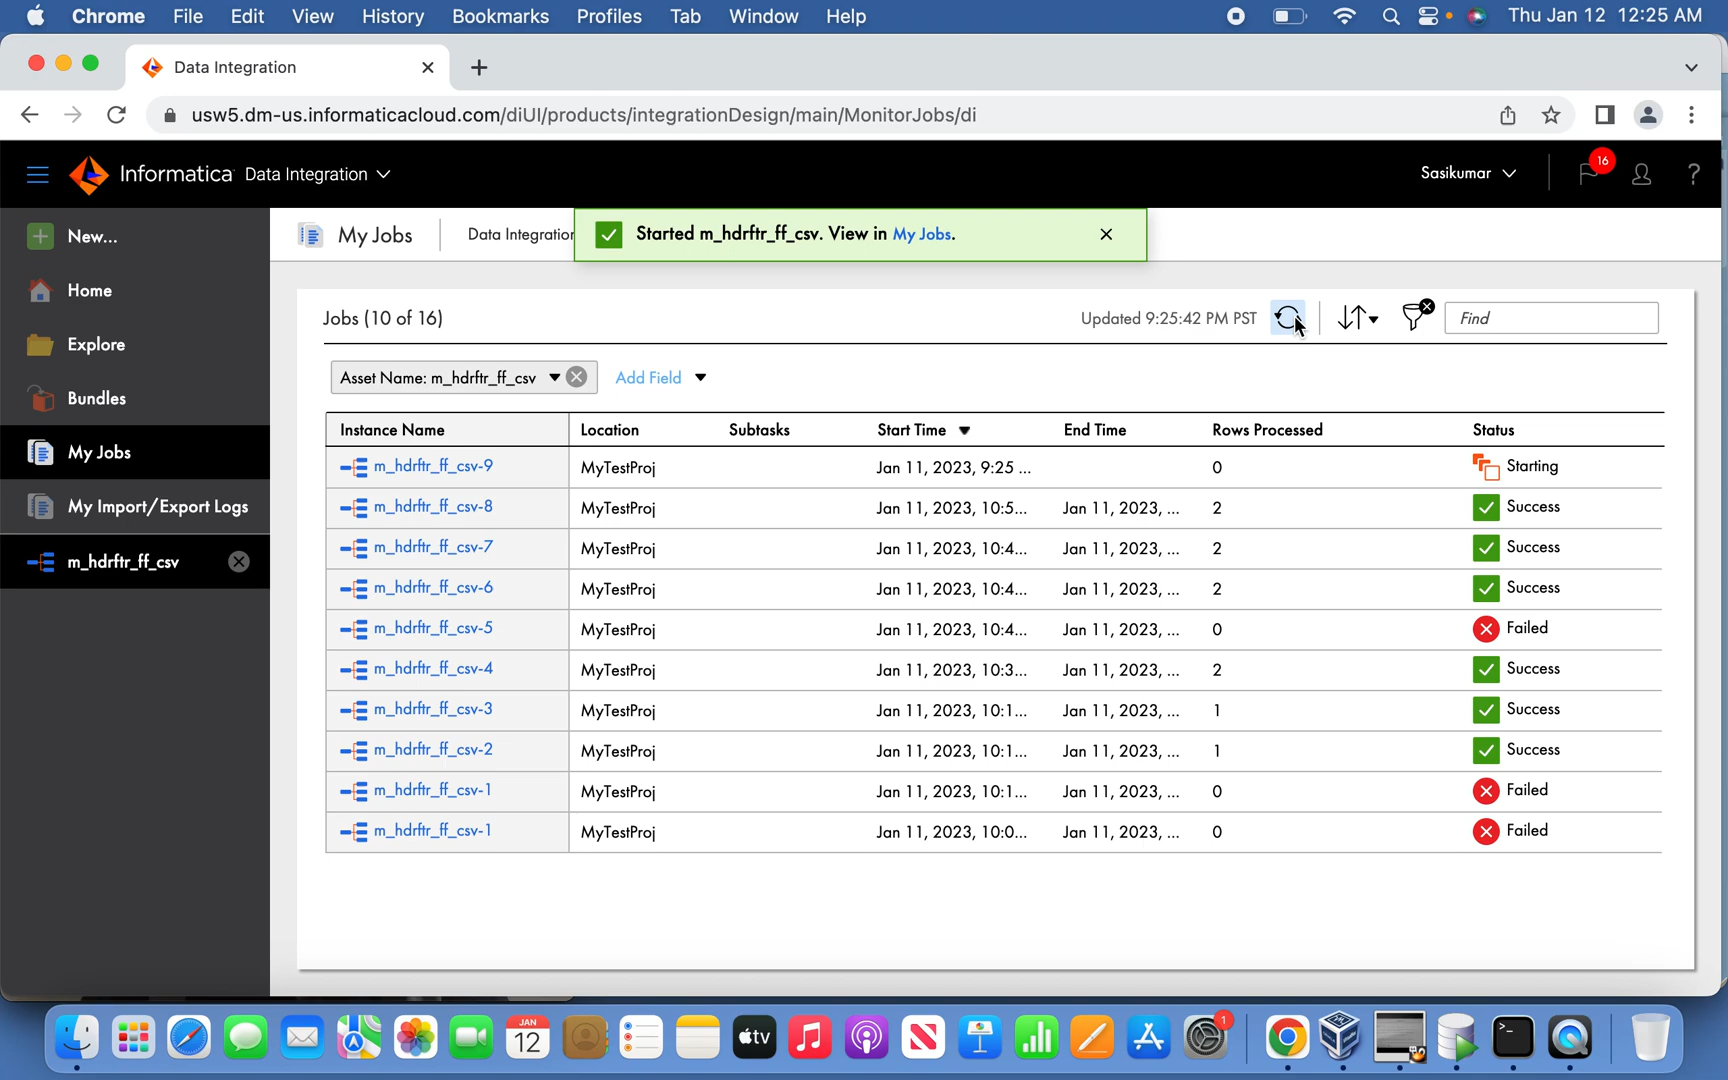 Chrome File Edit View History Bookmarks Profiles Tab Window Help Thu Jan 12 12:25 AM
Data Integration
usw5.dm-us.informaticacloud.com/diUI/products/integrationDesign/main/MonitorJobs/di
Informatica Data Integration Sasikumar 16 ?
New...
Home
Explore
Bundles
My Jobs
My Import/Export Logs
m_hdrftr_ff_csv
My Jobs Data Integration
Started m_hdrftr_ff_csv. View in My Jobs.
Jobs (10 of 16) Updated 9:25:42 PM PST Find
Asset Name: m_hdrftr_ff_csv Add Field
Instance Name Location Subtasks Start Time End Time Rows Processed Status
m_hdrftr_ff_csv-9 MyTestProj Jan 11, 2023, 9:25 ... 0 Starting
m_hdrftr_ff_csv-8 MyTestProj Jan 11, 2023, 10:5... Jan 11, 2023, ... 2 Success
m_hdrftr_ff_csv-7 MyTestProj Jan 11, 2023, 10:4... Jan 11, 2023, ... 2 Success
m_hdrftr_ff_csv-6 MyTestProj Jan 11, 2023, 10:4... Jan 11, 2023, ... 2 Success
m_hdrftr_ff_csv-5 MyTestProj Jan 11, 2023, 10:4... Jan 11, 2023, ... 0 Failed
m_hdrftr_ff_csv-4 MyTestProj Jan 11, 2023, 10:3... Jan 11, 2023, ... 2 Success
m_hdrftr_ff_csv-3 MyTestProj Jan 11, 2023, 10:1... Jan 11, 2023, ... 1 Success
m_hdrftr_ff_csv-2 MyTestProj Jan 11, 2023, 10:1... Jan 11, 2023, ... 1 Success
m_hdrftr_ff_csv-1 MyTestProj Jan 11, 2023, 10:1... Jan 11, 2023, ... 0 Failed
m_hdrftr_ff_csv-1 MyTestProj Jan 11, 2023, 10:0... Jan 11, 2023, ... 0 Failed
JAN
12
tv
1